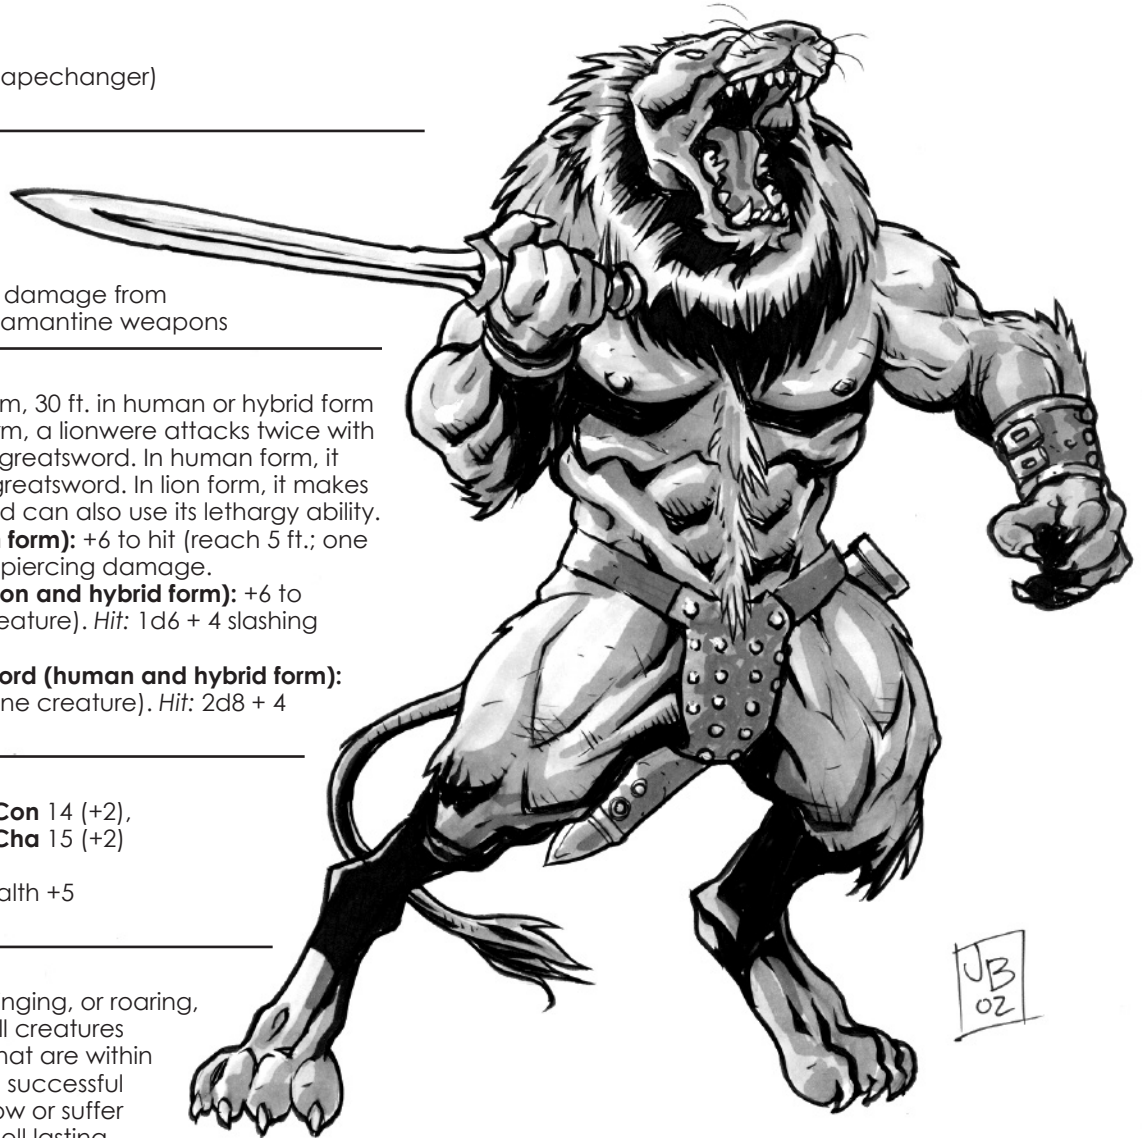 apechanger)
damage from
amantine weapons
m, 30 ft. in human or hybrid form
rm, a lionwere attacks twice with
greatsword. In human form, it
greatsword. In lion form, it makes
d can also use its lethargy ability.
form): +6 to hit (reach 5 ft.; one
piercing damage.
on and hybrid form): +6 to
eature). Hit: 1d6 + 4 slashing
ord (human and hybrid form):
ne creature). Hit: 2d8 + 4
Con 14 (+2),
Cha 15 (+2)
alth +5
nging, or roaring,
ll creatures
hat are within
successful
ow or suffer
ell lasting
JB
02